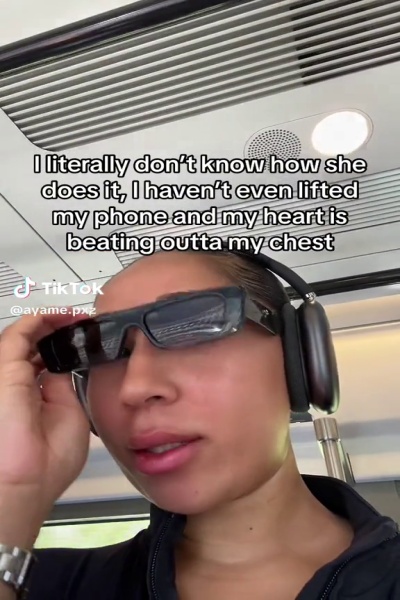 I literally don't know how she
does it, I haven't even lifted
my phone and my heart is
beating outta my chest
TikTok
@ayame.pxz